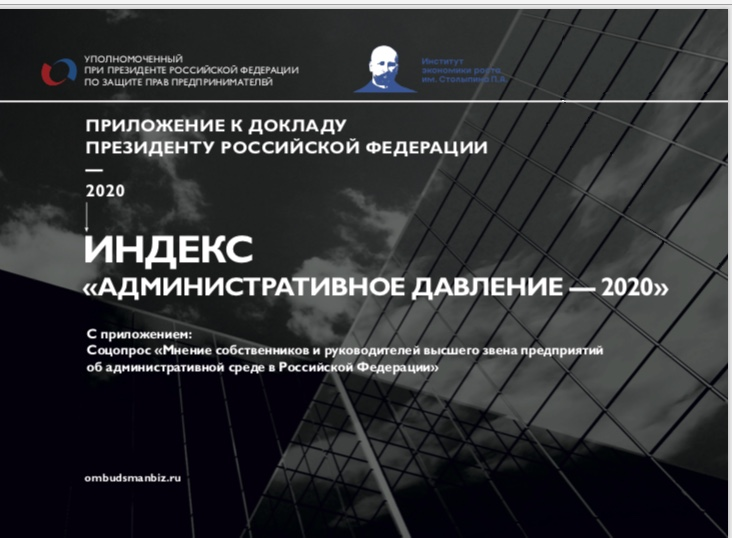 УПОЛНОМОЧЕННЫЙ
ПРИ ПРЕЗИДЕНТЕ РОССИЙСКОЙ ФЕДЕРАЦИИ
ПО ЗАЩИТЕ ПРАВ ПРЕДПРИНИМАТЕЛЕЙ
Институт
экономики роста
им. Столыпина П.А.
ПРИЛОЖЕНИЕ К ДОКЛАДУ
ПРЕЗИДЕНТУ РОССИЙСКОЙ ФЕДЕРАЦИИ
—
2020
ИНДЕКС
«АДМИНИСТРАТИВНОЕ ДАВЛЕНИЕ — 2020»
С приложением:
Соцопрос «Мнение собственников и руководителей высшего звена предприятий
об административной среде в Российской Федерации»
ombudsmanbiz.ru